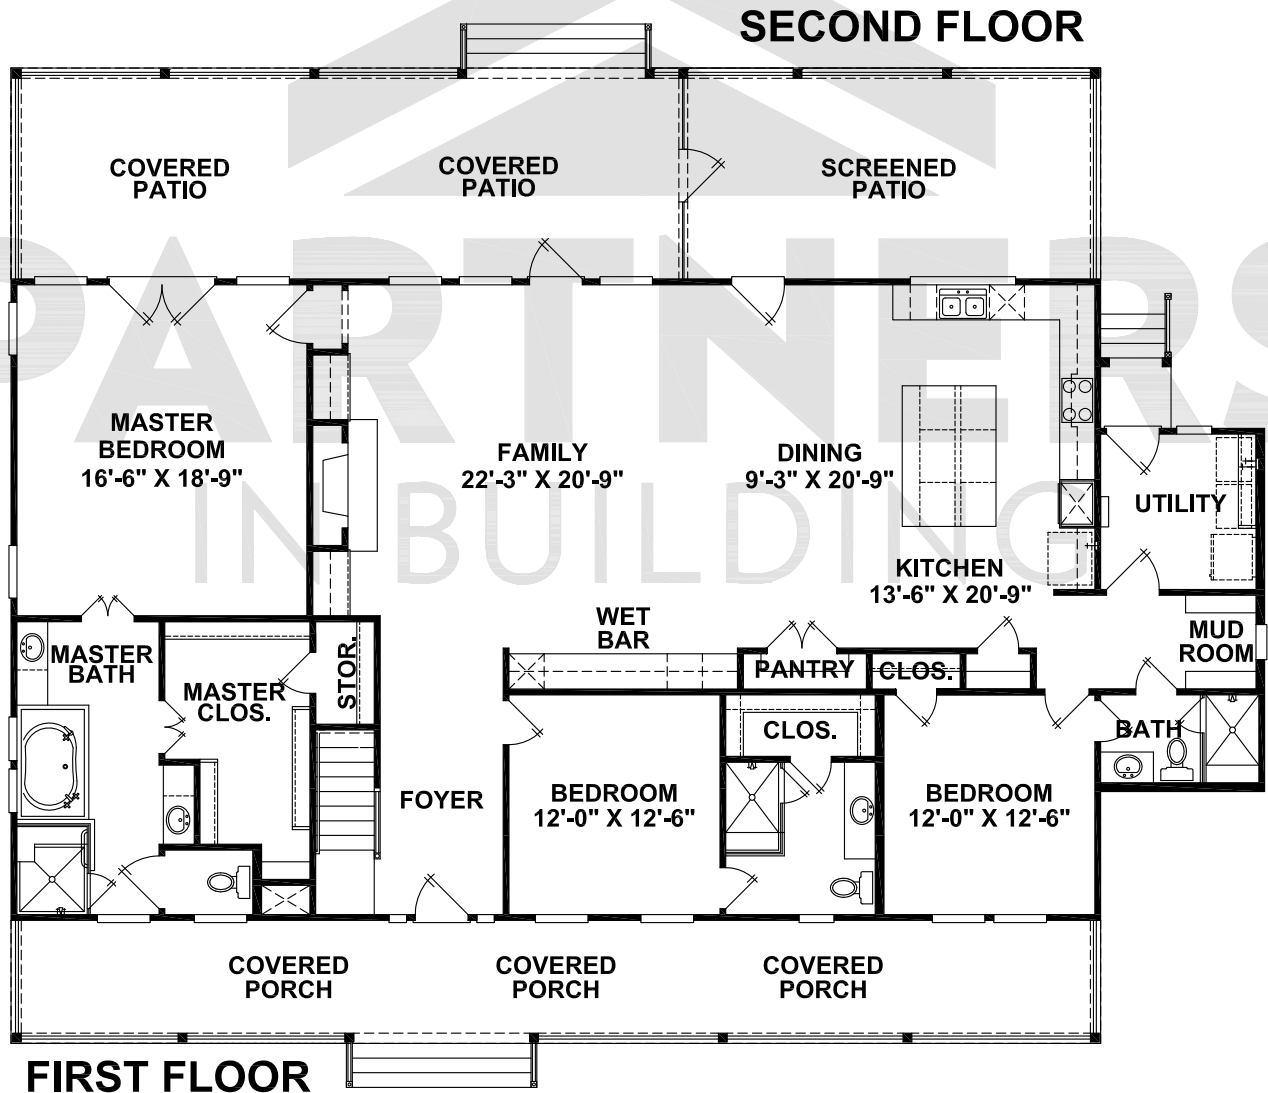 SECOND FLOOR
COVERED
PATIO
COVERED
PATIO
SCREENED
PATIO
PARTNERS
IN BUILDING
MASTER
BEDROOM
16'-6" X 18'-9"
FAMILY
22'-3" X 20'-9"
DINING
9'-3" X 20'-9"
UTILITY
KITCHEN
13'-6" X 20'-9"
WET
BAR
MUD
ROOM
MASTER
BATH
STOR.
PANTRY
CLOS.
MASTER
CLOS.
CLOS.
BATH
FOYER
BEDROOM
12'-0" X 12'-6"
BEDROOM
12'-0" X 12'-6"
COVERED
PORCH
COVERED
PORCH
COVERED
PORCH
FIRST FLOOR